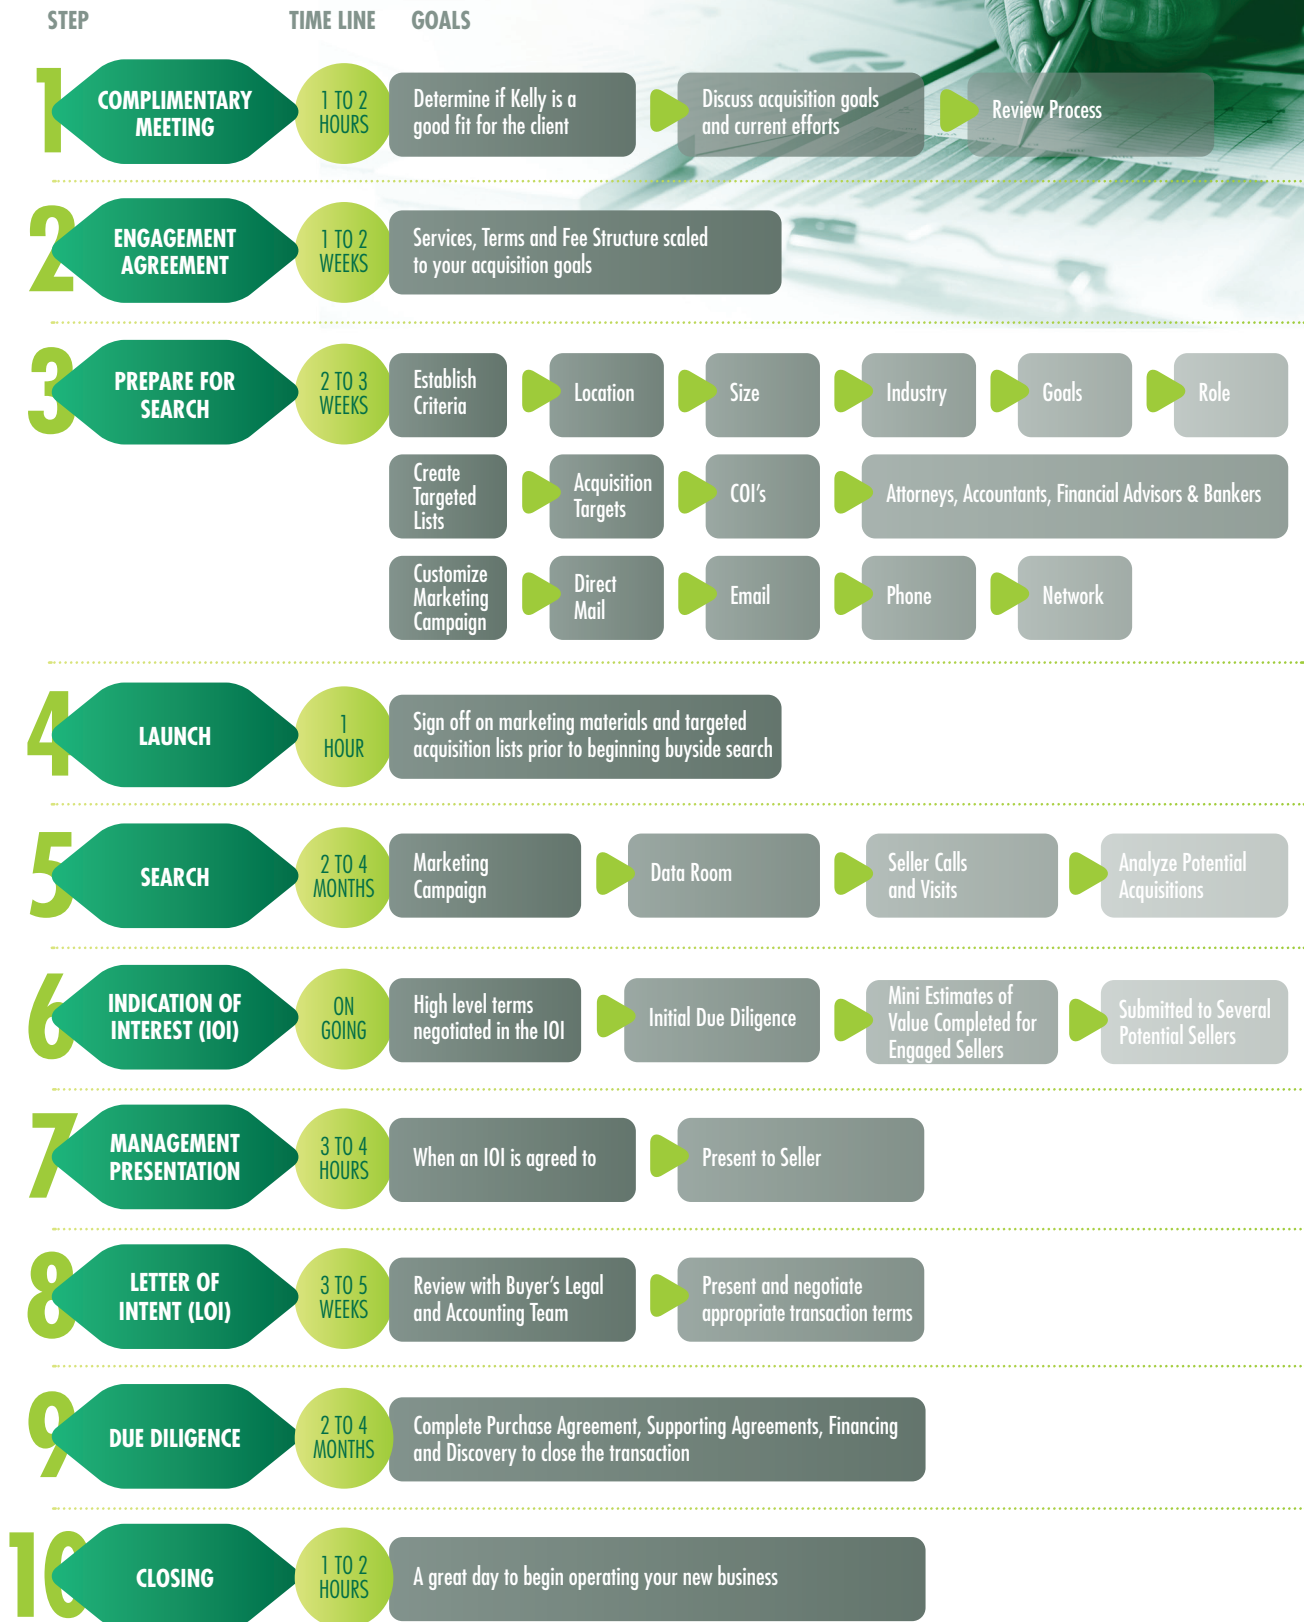 STEP
TIME LINE
GOALS
1
COMPLIMENTARY
MEETING
1 TO 2
HOURS
Determine if Kelly is a
good fit for the client
Discuss acquisition goals
and current efforts
Review Process
2
ENGAGEMENT
AGREEMENT
1 TO 2
WEEKS
Services, Terms and Fee Structure scaled
to your acquisition goals
3
PREPARE FOR
SEARCH
2 TO 3
WEEKS
Establish
Criteria
Location
Size
Industry
Goals
Role
Create
Targeted
Lists
Acquisition
Targets
COI's
Attorneys, Accountants, Financial Advisors & Bankers
Customize
Marketing
Campaign
Direct
Mail
Email
Phone
Network
4
LAUNCH
1
HOUR
Sign off on marketing materials and targeted
acquisition lists prior to beginning buyside search
5
SEARCH
2 TO 4
MONTHS
Marketing
Campaign
Data Room
Seller Calls
and Visits
Analyze Potential
Acquisitions
6
INDICATION OF
INTEREST (IOI)
ON
GOING
High level terms
negotiated in the IOI
Initial Due Diligence
Mini Estimates of
Value Completed for
Engaged Sellers
Submitted to Several
Potential Sellers
7
MANAGEMENT
PRESENTATION
3 TO 4
HOURS
When an IOI is agreed to
Present to Seller
8
LETTER OF
INTENT (LOI)
3 TO 5
WEEKS
Review with Buyer's Legal
and Accounting Team
Present and negotiate
appropriate transaction terms
9
DUE DILIGENCE
2 TO 4
MONTHS
Complete Purchase Agreement, Supporting Agreements, Financing
and Discovery to close the transaction
10
CLOSING
1 TO 2
HOURS
A great day to begin operating your new business